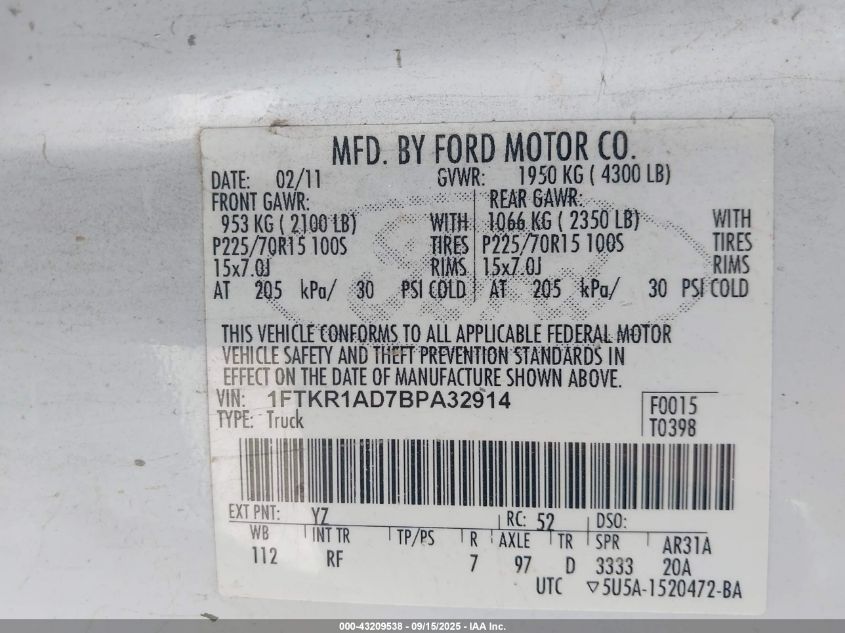 MFD. BY FORD MOTOR CO.
DATE: 02/11 GVWR: 1950 KG ( 4300 LB)
FRONT GAWR: REAR GAWR:
953 KG ( 2100 LB) WITH 1066 KG ( 2350 LB) WITH
P225/70R15 100S TIRES P225/70R15 100S TIRES
15x7.0J RIMS 15x7.0J RIMS
AT 205 kPa/ 30 PSI COLD AT 205 kPa/ 30 PSI COLD
THIS VEHICLE CONFORMS TO ALL APPLICABLE FEDERAL MOTOR
VEHICLE SAFETY AND THEFT PREVENTION STANDARDS IN
EFFECT ON THE DATE OF MANUFACTURE SHOWN ABOVE.
VIN: 1FTKR1AD7BPA32914 F0015
TYPE: Truck T0398
EXT PNT: YZ RC: 52 DSO:
WB INT TR TP/PS R AXLE TR SPR AR31A
112 RF 7 97 D 3333 20A
UTC ▽5U5A-1520472-BA
Ford
000-43209538 - 09/15/2025 - IAA Inc.